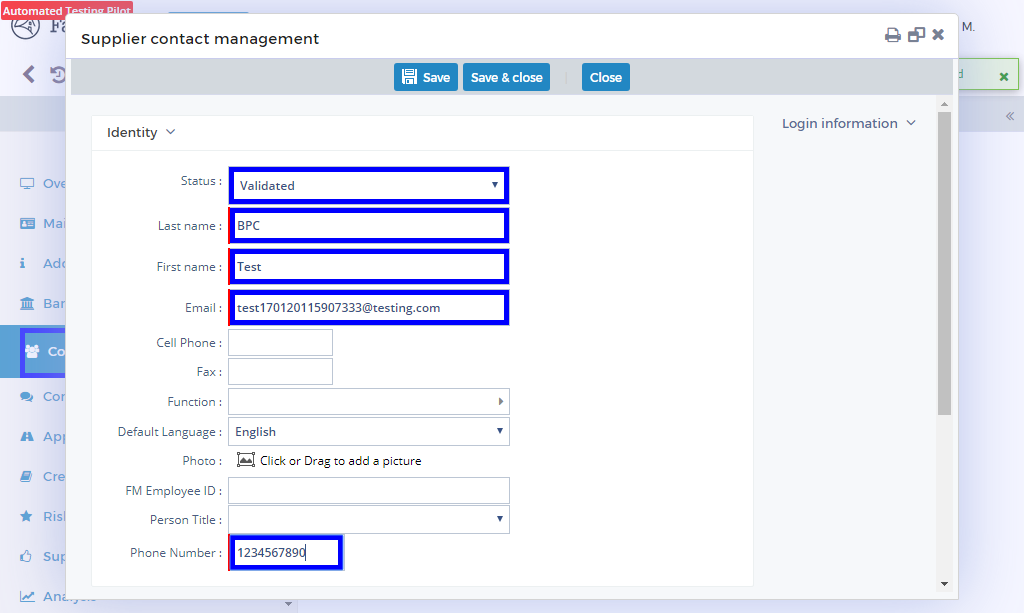 Automated Testing Pilot
Fa
M.
Supplier contact management
Save
Save & close
Close
d
Identity
Login information
Status :
Validated
Last name :
BPC
First name :
Test
Email :
test170120115907333@testing.com
Cell Phone :
Fax :
Function :
Default Language :
English
Photo :
Click or Drag to add a picture
FM Employee ID :
Person Title :
Phone Number :
1234567890
Ove
Mai
Add
Ban
Co
Con
App
Cre
Risk
Sup
Analysis